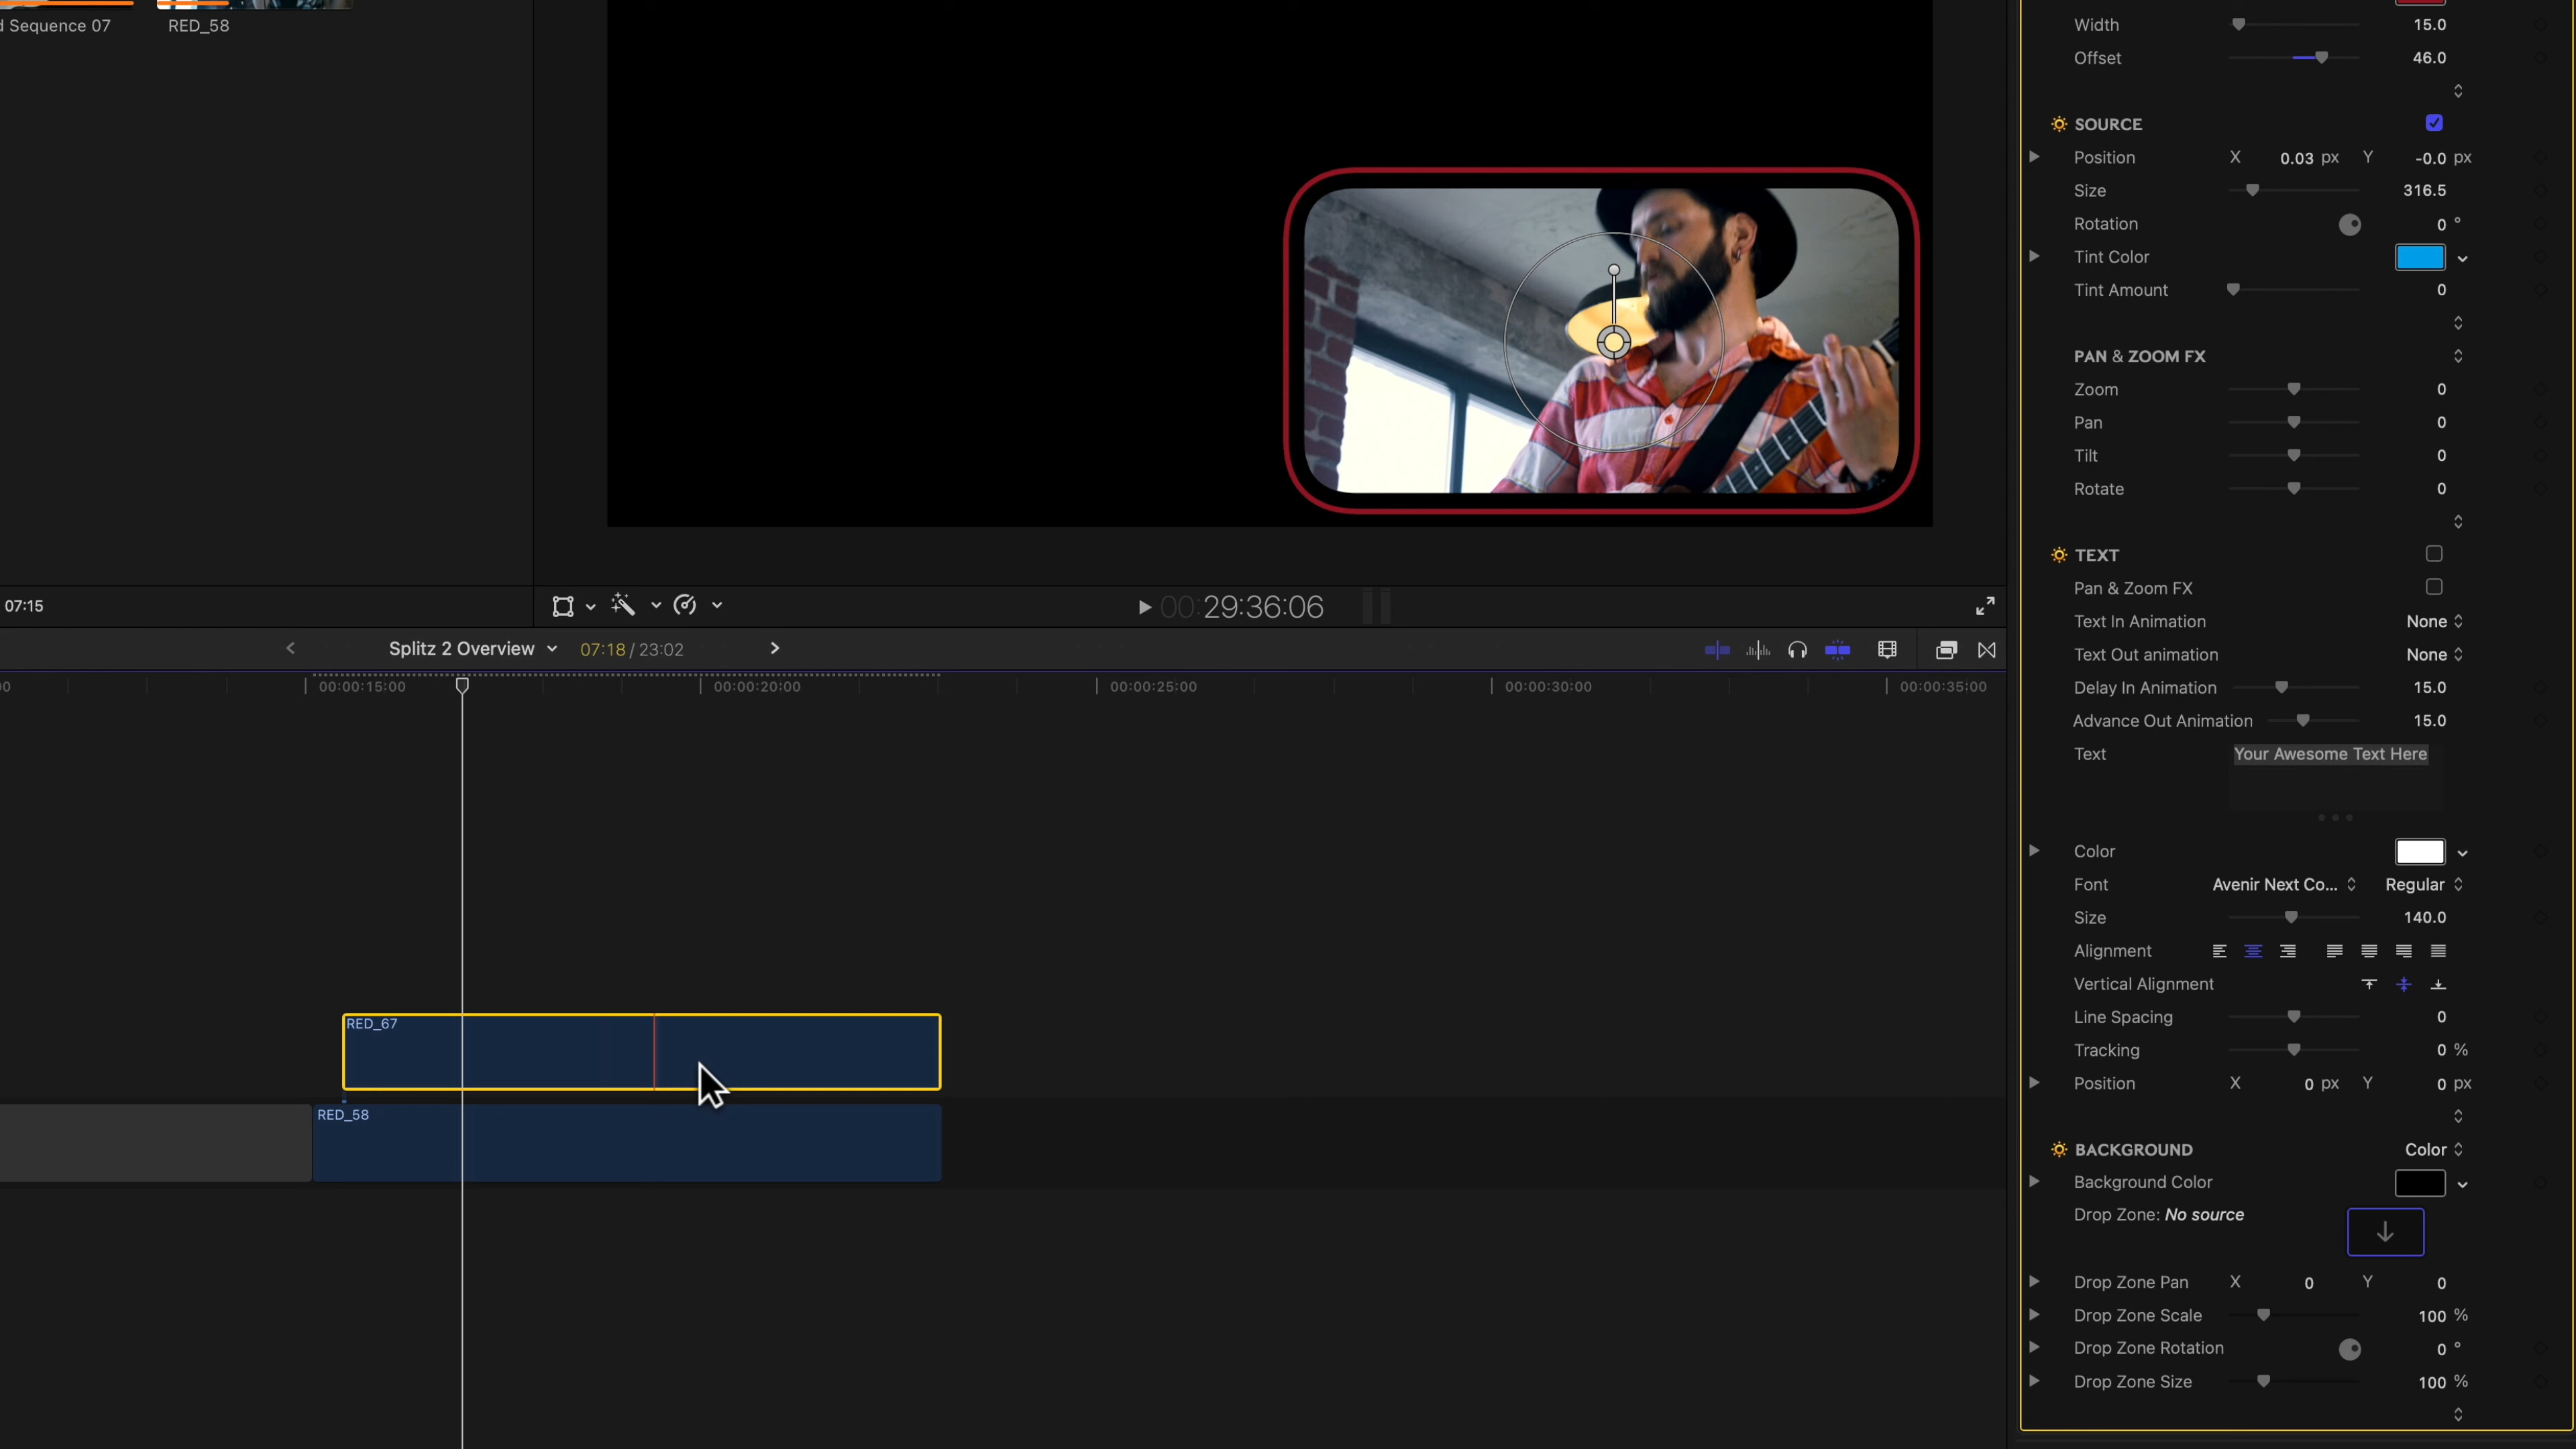 d Sequence 07
RED_58
07:15
00:29:36:06
Splitz 2 Overview
07:18 / 23:02
00:00:15:00
00:00:20:00
00:00:25:00
00:00:30:00
00:00:35:00
RED_67
RED_58
Width 15.0
Offset 46.0
SOURCE
Position X 0.03 px Y -0.0 px
Size 316.5
Rotation 0 °
Tint Color
Tint Amount 0
PAN & ZOOM FX
Zoom 0
Pan 0
Tilt 0
Rotate 0
TEXT
Pan & Zoom FX
Text In Animation None
Text Out animation None
Delay In Animation 15.0
Advance Out Animation 15.0
Text Your Awesome Text Here
Color
Font Avenir Next Co... Regular
Size 140.0
Alignment
Vertical Alignment
Line Spacing 0
Tracking 0 %
Position X 0 px Y 0 px
BACKGROUND Color
Background Color
Drop Zone: No source
Drop Zone Pan X 0 Y 0
Drop Zone Scale 100 %
Drop Zone Rotation 0 °
Drop Zone Size 100 %